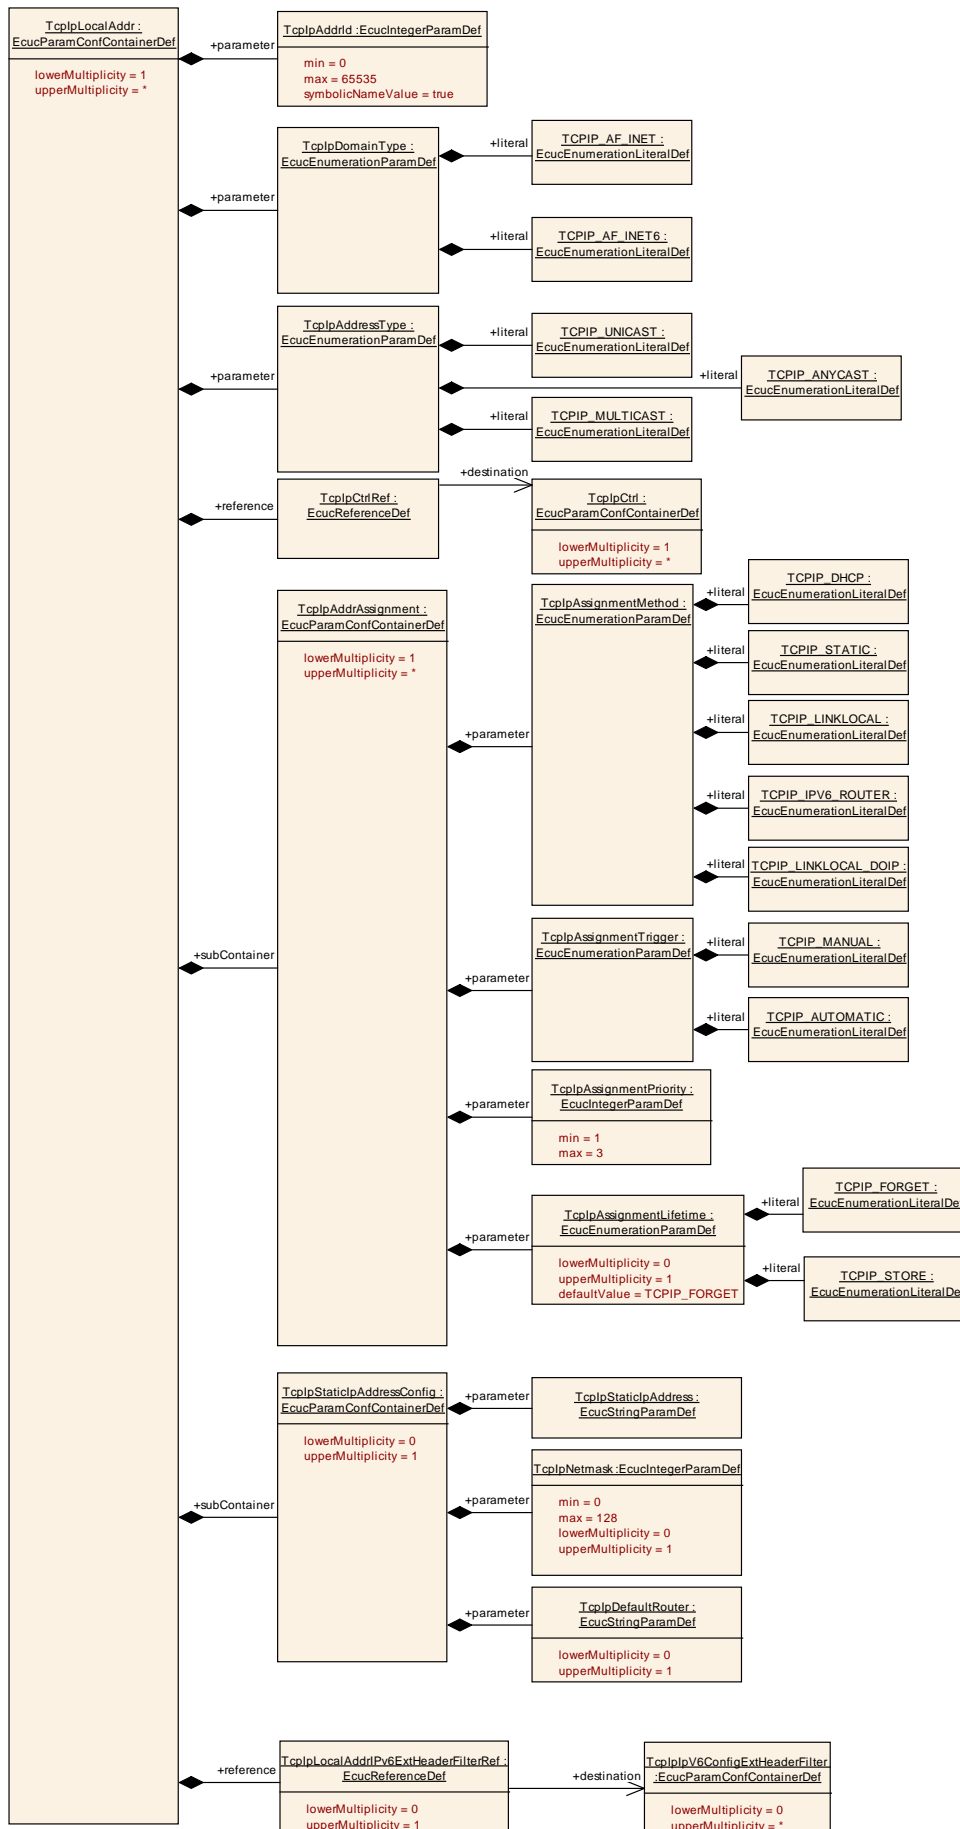 TcpIpLocalAddr :
EcucParamConfContainerDef
lowerMultiplicity = 1
upperMultiplicity = *
+parameter
TcpIpAddrId :EcucIntegerParamDef
min = 0
max = 65535
symbolicNameValue = true
+parameter
TcpIpDomainType :
EcucEnumerationParamDef
+literal
TCPIP_AF_INET :
EcucEnumerationLiteralDef
+literal
TCPIP_AF_INET6 :
EcucEnumerationLiteralDef
+parameter
TcpIpAddressType :
EcucEnumerationParamDef
+literal
TCPIP_UNICAST :
EcucEnumerationLiteralDef
+literal
TCPIP_ANYCAST :
EcucEnumerationLiteralDef
+literal
TCPIP_MULTICAST :
EcucEnumerationLiteralDef
+reference
TcpIpCtrlRef :
EcucReferenceDef
+destination
TcpIpCtrl :
EcucParamConfContainerDef
lowerMultiplicity = 1
upperMultiplicity = *
+subContainer
TcpIpAddrAssignment :
EcucParamConfContainerDef
lowerMultiplicity = 1
upperMultiplicity = *
+parameter
TcpIpAssignmentMethod :
EcucEnumerationParamDef
+literal
TCPIP_DHCP :
EcucEnumerationLiteralDef
+literal
TCPIP_STATIC :
EcucEnumerationLiteralDef
+literal
TCPIP_LINKLOCAL :
EcucEnumerationLiteralDef
+literal
TCPIP_IPV6_ROUTER :
EcucEnumerationLiteralDef
+literal
TCPIP_LINKLOCAL_DOIP :
EcucEnumerationLiteralDef
+parameter
TcpIpAssignmentTrigger :
EcucEnumerationParamDef
+literal
TCPIP_MANUAL :
EcucEnumerationLiteralDef
+literal
TCPIP_AUTOMATIC :
EcucEnumerationLiteralDef
+parameter
TcpIpAssignmentPriority :
EcucIntegerParamDef
min = 1
max = 3
+parameter
TcpIpAssignmentLifetime :
EcucEnumerationParamDef
lowerMultiplicity = 0
upperMultiplicity = 1
defaultValue = TCPIP_FORGET
+literal
TCPIP_FORGET :
EcucEnumerationLiteralDe
+literal
TCPIP_STORE :
EcucEnumerationLiteralDe
+subContainer
TcpIpStaticIpAddressConfig :
EcucParamConfContainerDef
lowerMultiplicity = 0
upperMultiplicity = 1
+parameter
TcpIpStaticIpAddress :
EcucStringParamDef
+parameter
TcpIpNetmask :EcucIntegerParamDef
min = 0
max = 128
lowerMultiplicity = 0
upperMultiplicity = 1
+parameter
TcpIpDefaultRouter :
EcucStringParamDef
lowerMultiplicity = 0
upperMultiplicity = 1
+reference
TcpIpLocalAddrIPv6ExtHeaderFilterRef :
EcucReferenceDef
lowerMultiplicity = 0
upperMultiplicity = 1
+destination
TcpIpIpV6ConfigExtHeaderFilter
:EcucParamConfContainerDef
lowerMultiplicity = 0
upperMultiplicity = *